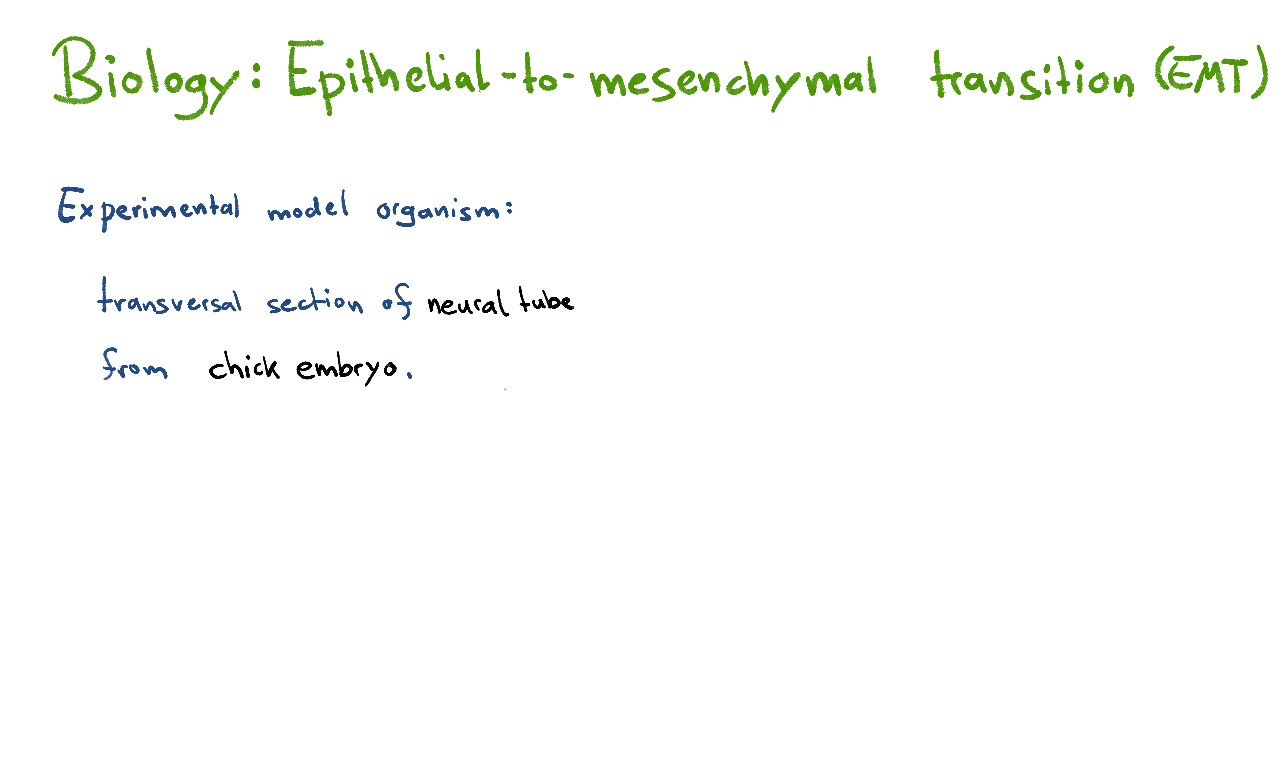 Biology: Epithelial-to-mesenchymal transition (EMT)
Experimental model organism:
transversal section of neural tube
from chick embryo.